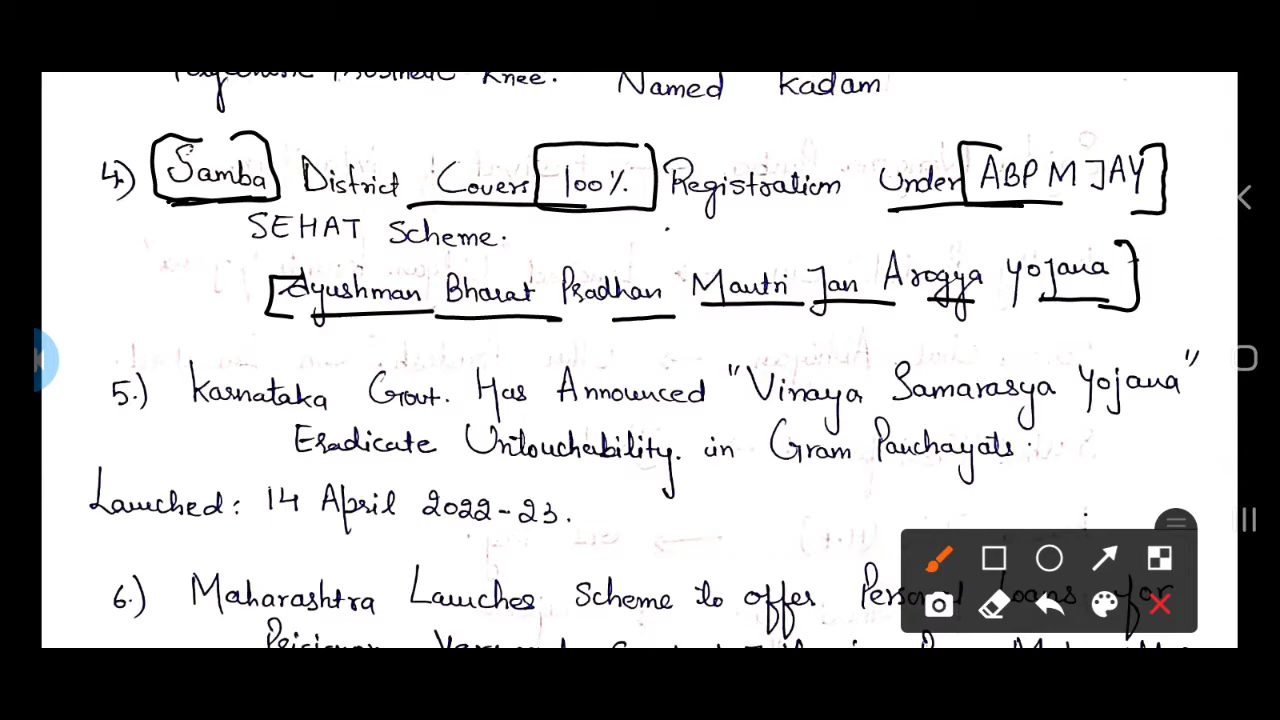 Knee. Named Kadam
4.) Samba District Covers 100% Registration Under ABPMJAY
SEHAT Scheme.
Ayushman Bharat Pradhan Mantri Jan Arogya Yojana
5.) Karnataka Govt. Has Announced "Vinaya Samarasya Yojana"
Eradicate Untouchability. in Gram Panchayats.
Launched: 14 April 2022-23.
6.) Maharashtra Launches Scheme to offer Personal Loans for